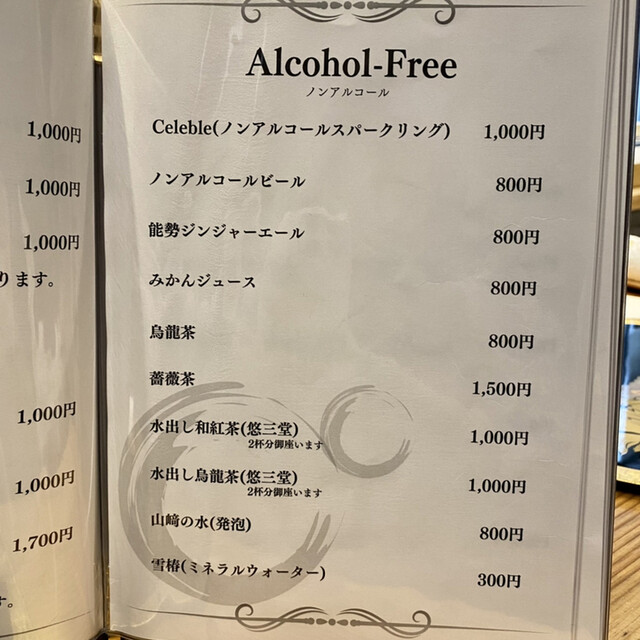 1,000円
1,000円
1,000円
ります。
1,000円
1,000円
1,700円
す。
Alcohol-Free
ノンアルコール
Celeble(ノンアルコールスパークリング) 1,000円
ノンアルコールビール 800円
能勢ジンジャーエール 800円
みかんジュース 800円
烏龍茶 800円
薔薇茶 1,500円
水出し和紅茶(悠三堂) 1,000円
2杯分御座います
水出し烏龍茶(悠三堂) 1,000円
2杯分御座います
山﨑の水(発泡) 800円
雪椿(ミネラルウォーター) 300円